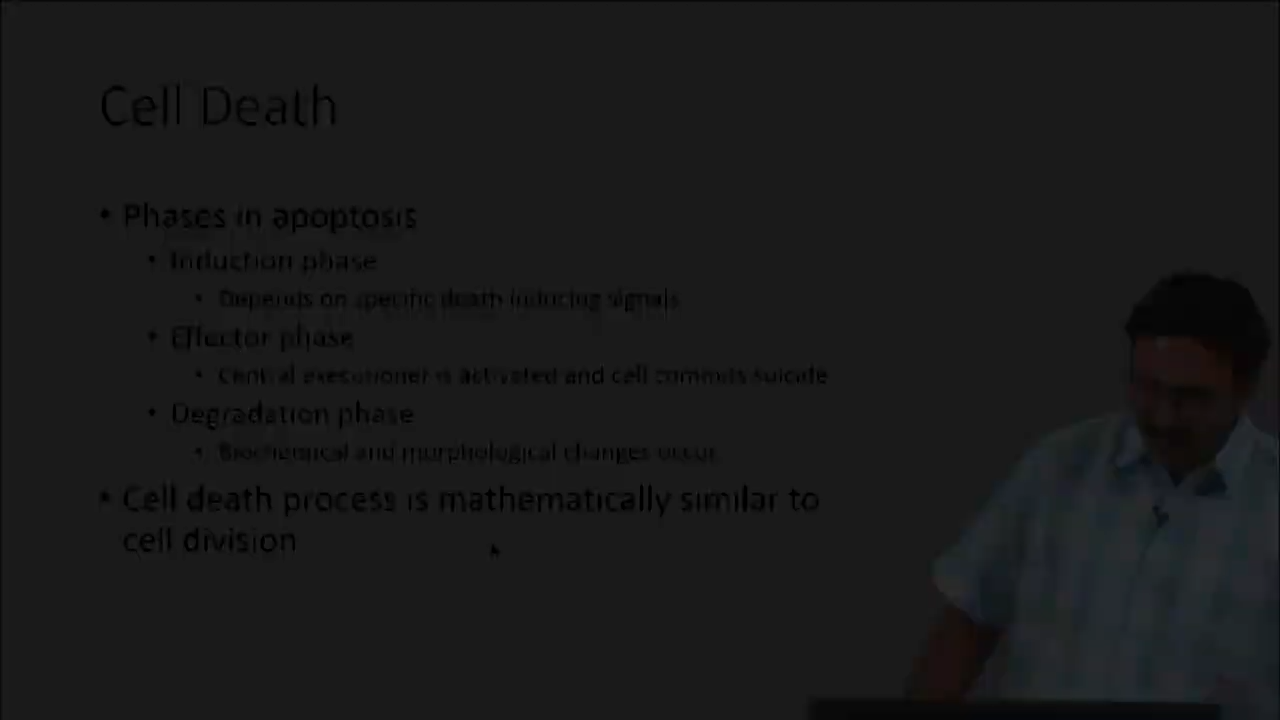 Cell Death
• Phases in apoptosis
• Induction phase
• Depends on specific death inducing signals
• Effector phase
• Central executioner is activated and cell commits suicide
• Degradation phase
• Biochemical and morphological changes occur
• Cell death process is mathematically similar to
cell division